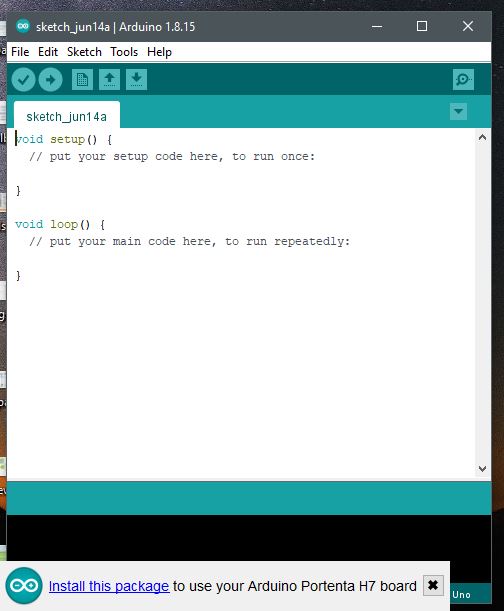 sketch_jun14a | Arduino 1.8.15
File Edit Sketch Tools Help
sketch_jun14a
void setup() {
// put your setup code here, to run once:
}
void loop() {
// put your main code here, to run repeatedly:
}
Install this package to use your Arduino Portenta H7 board
Uno